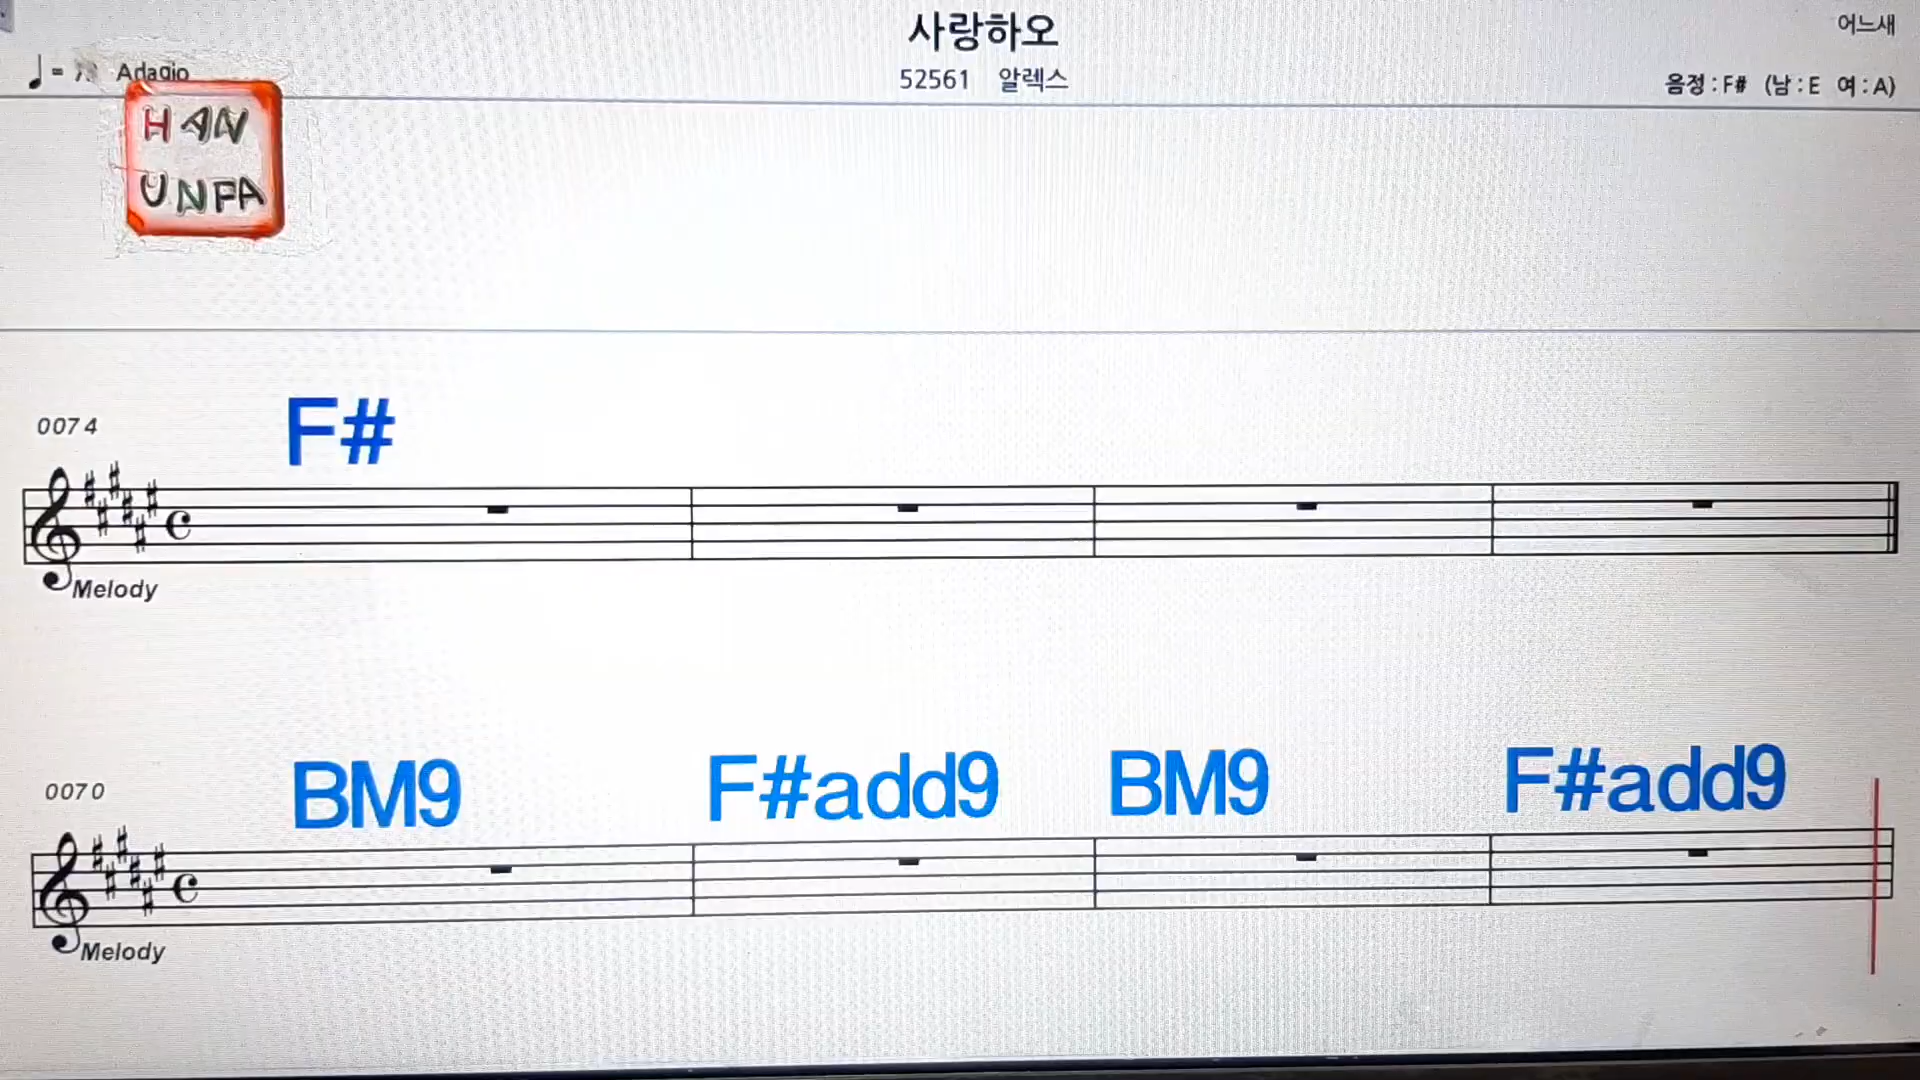 사랑하오
어느새
♩= Adagio
52561 알렉스
음정 : F# (남 : E 여 : A)
HAN
UNFA
0074
F#
Melody
0070
BM9 F#add9 BM9 F#add9
Melody